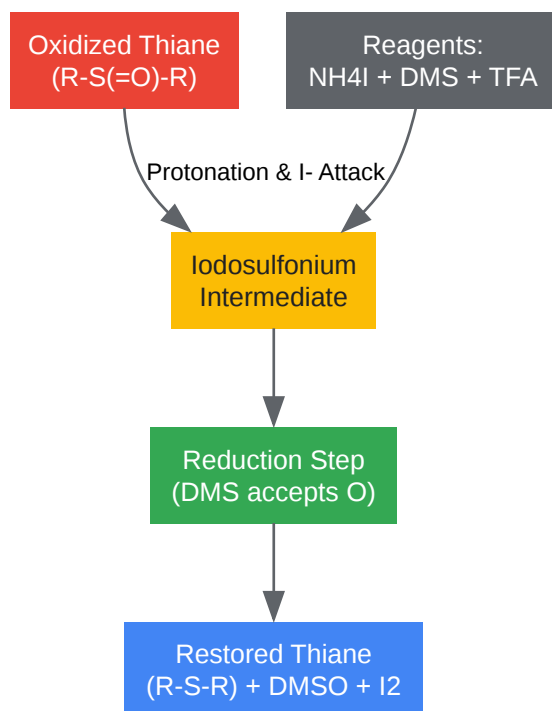 Oxidized Thiane
(R-S(=O)-R)
Reagents:
NH4I + DMS + TFA
Protonation & I- Attack
Iodosulfonium
Intermediate
Reduction Step
(DMS accepts O)
Restored Thiane
(R-S-R) + DMSO + I2